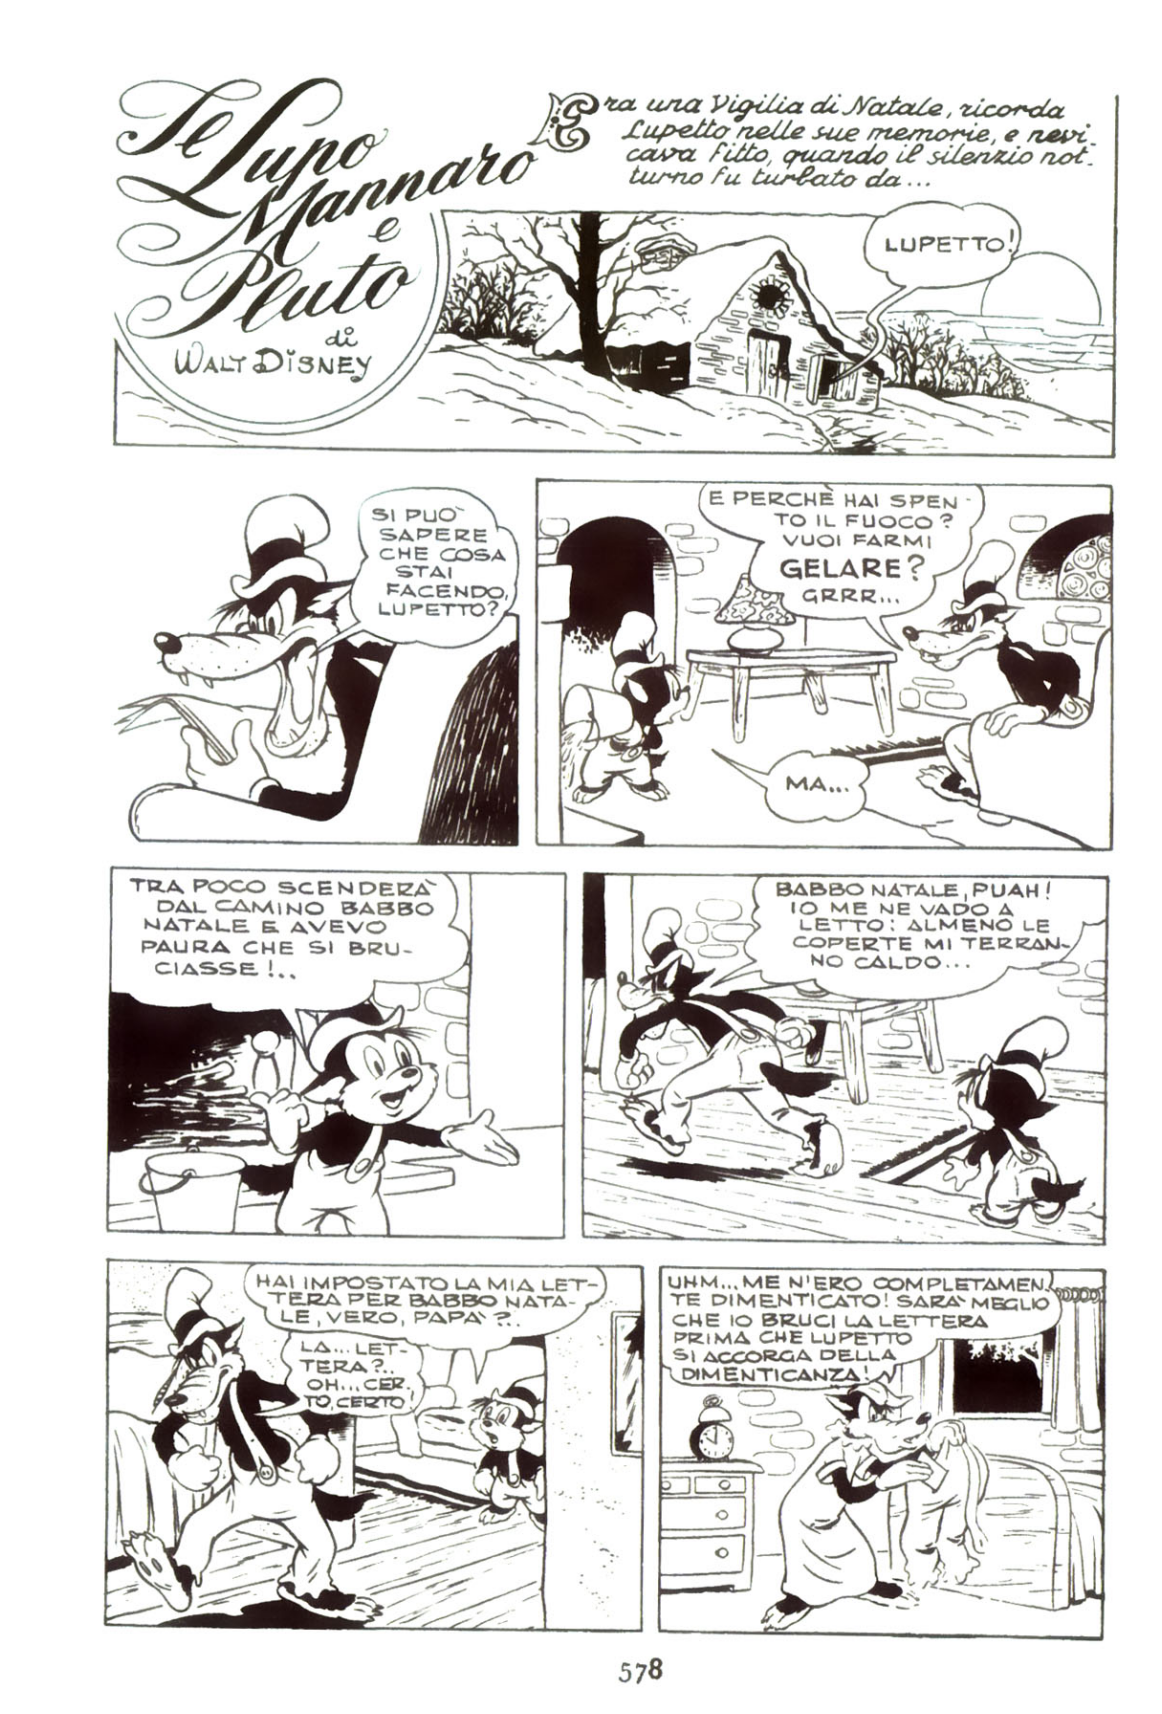 Ze Lupo
Mannaro
e
Pluto
di
WALT DISNEY
Era una Vigilia di Natale, ricorda
Lupetto nelle sue memorie, e nevi-
cava fitto, quando il silenzio not-
turno fu turbato da...
LUPETTO!
SI PUO`
SAPERE
CHE COSA
STAI
FACENDO,
LUPETTO?
E PERCHÈ HAI SPEN-
TO IL FUOCO?
VUOI FARMI
GELARE?
GRRR...
MA...
TRA POCO SCENDERA`
DAL CAMINO BABBO
NATALE E AVEVO
PAURA CHE SI BRU-
CIASSE!..
BABBO NATALE, PUAH!
IO ME NE VADO A
LETTO: ALMENO LE
COPERTE MI TERRAN-
NO CALDO...
HAI IMPOSTATO LA MIA LET-
TERA PER BABBO NATA-
LE, VERO, PAPA`?..
LA... LET-
TERA?..
OH... CER,
TO, CERTO
UHM... ME N'ERO COMPLETAMEN.
TE DIMENTICATO! SARA` MEGLIO
CHE IO BRUCI LA LETTERA
PRIMA CHE LUPETTO
SI ACCORGA DELLA
DIMENTICANZA!
578